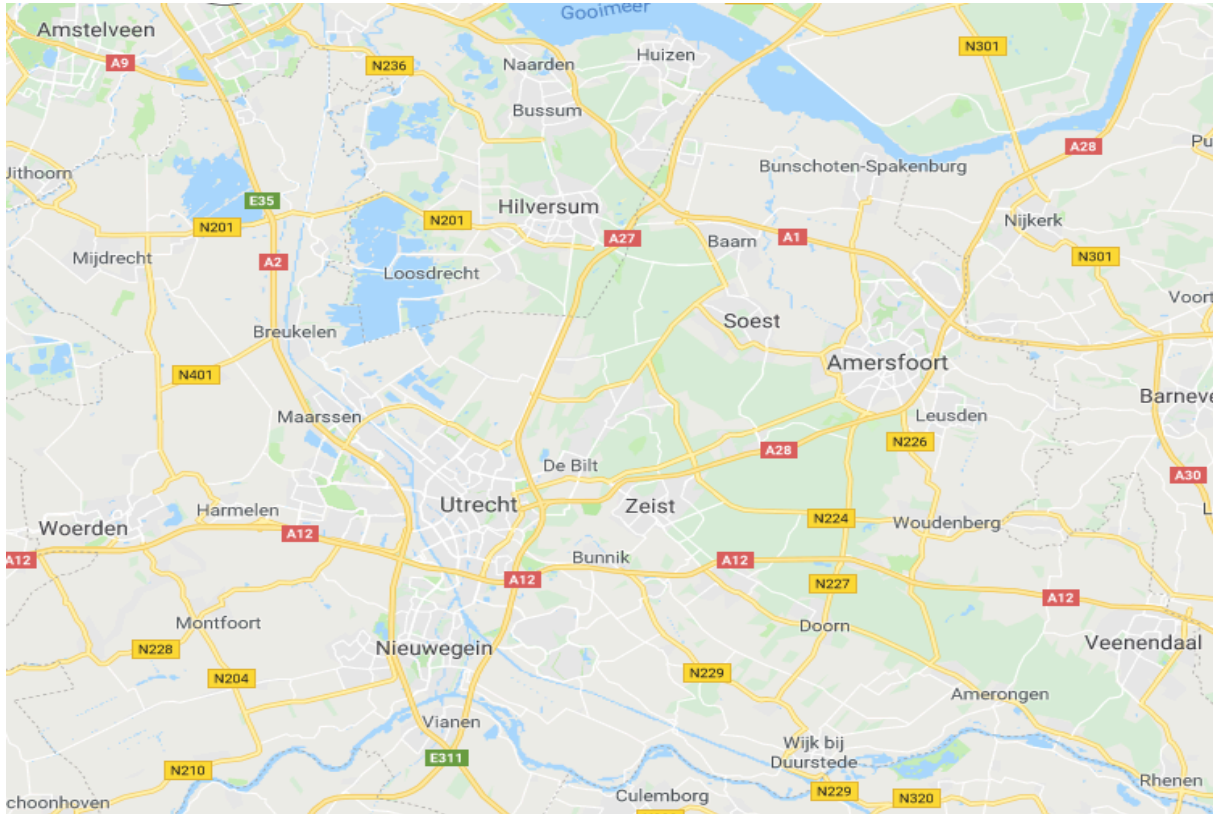 Gooimeer
Amstelveen
N301
Huizen
A9
N236
Naarden
Bussum
Pu
A28
Bunschoten-Spakenburg
Jithoorn
E35
Hilversum
N201
N201
Nijkerk
A27
Baarn
A1
Mijdrecht
A2
N301
Loosdrecht
Voort
Soest
Breukelen
Amersfoort
N401
Barneve
Maarssen
Leusden
N226
A28
De Bilt
A30
Utrecht
Zeist
Harmelen
L
Woerden
N224
Woudenberg
A12
Bunnik
A12
A12
A12
N227
A12
Montfoort
Doorn
Veenendaal
N228
Nieuwegein
N229
N204
Amerongen
Vianen
Wijk bij
Duurstede
E311
N210
Rhenen
N229
Culemborg
N320
choonhoven